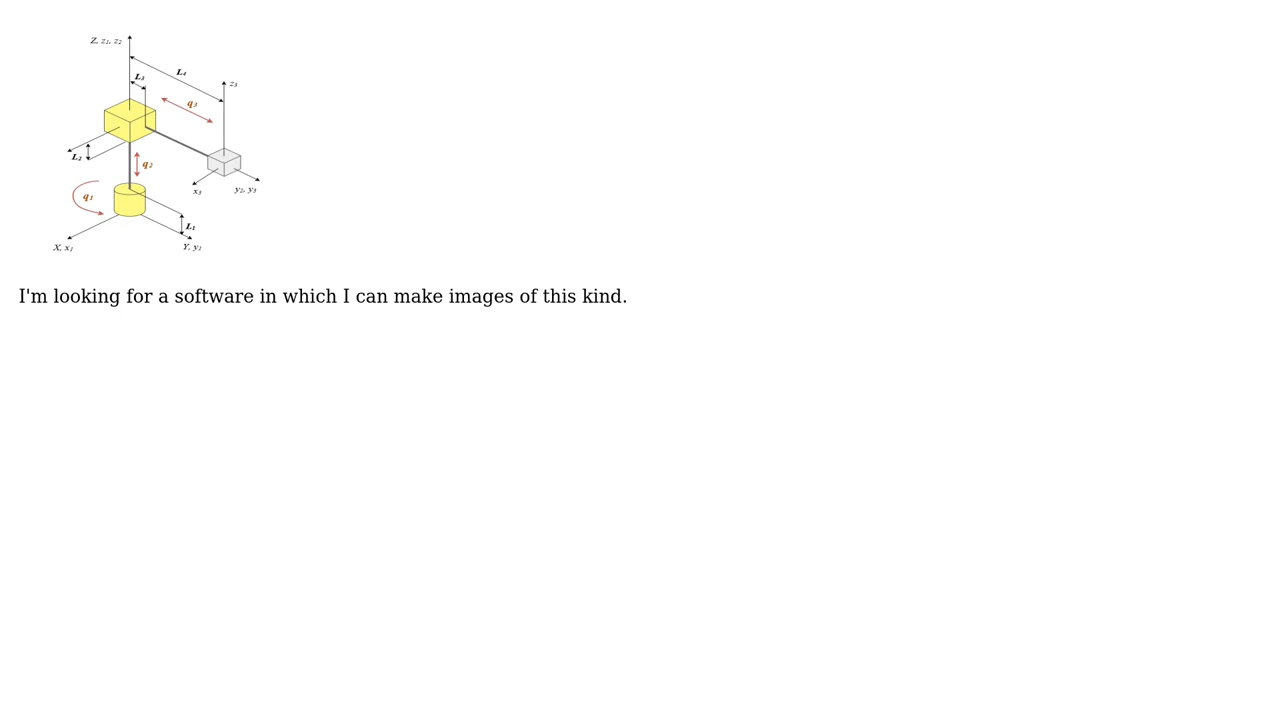 Z, z₁, z₂
L₄
L₃
z₃
q₃
L₂
q₂
x₃
y₂, y₃
q₁
L₁
X, x₁
Y, y₁
I'm looking for a software in which I can make images of this kind.